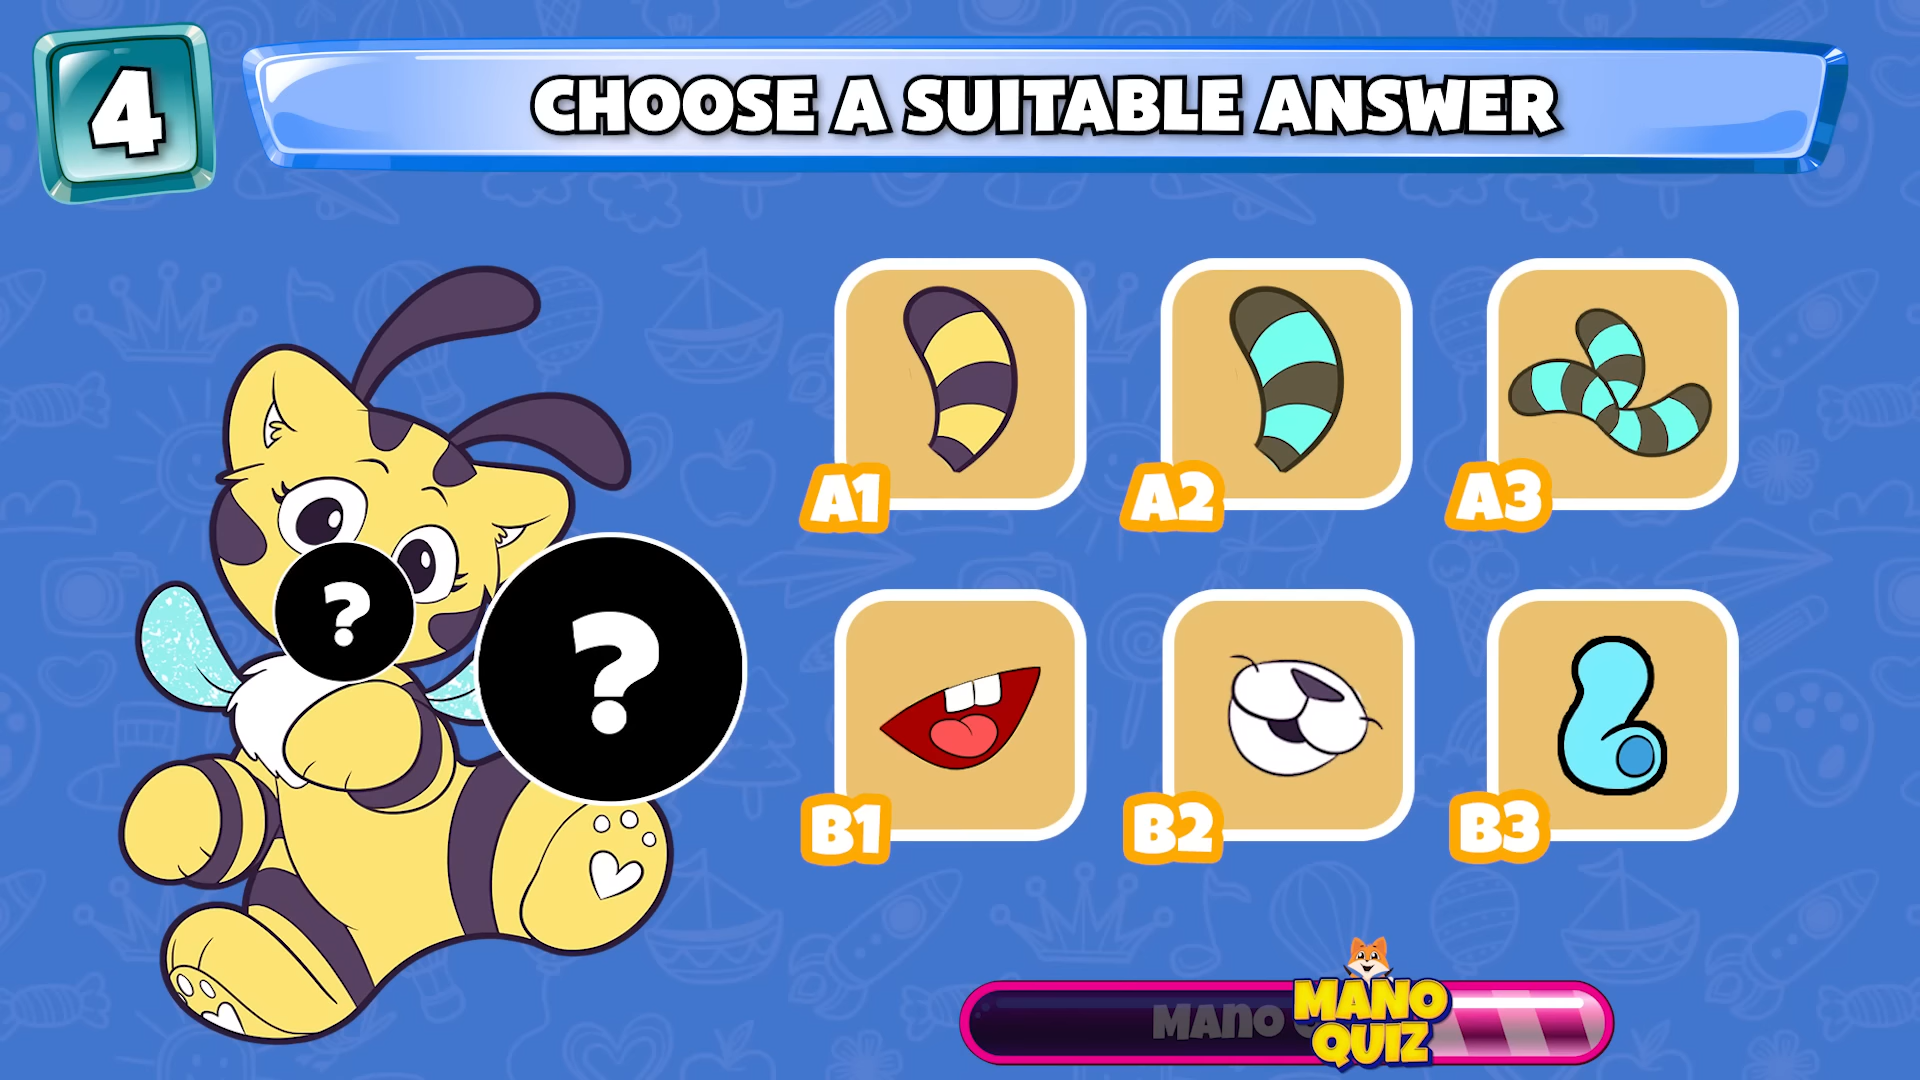 4
CHOOSE A SUITABLE ANSWER
?
?
A1
A2
A3
B1
B2
B3
MANO
MANO
QUIZ